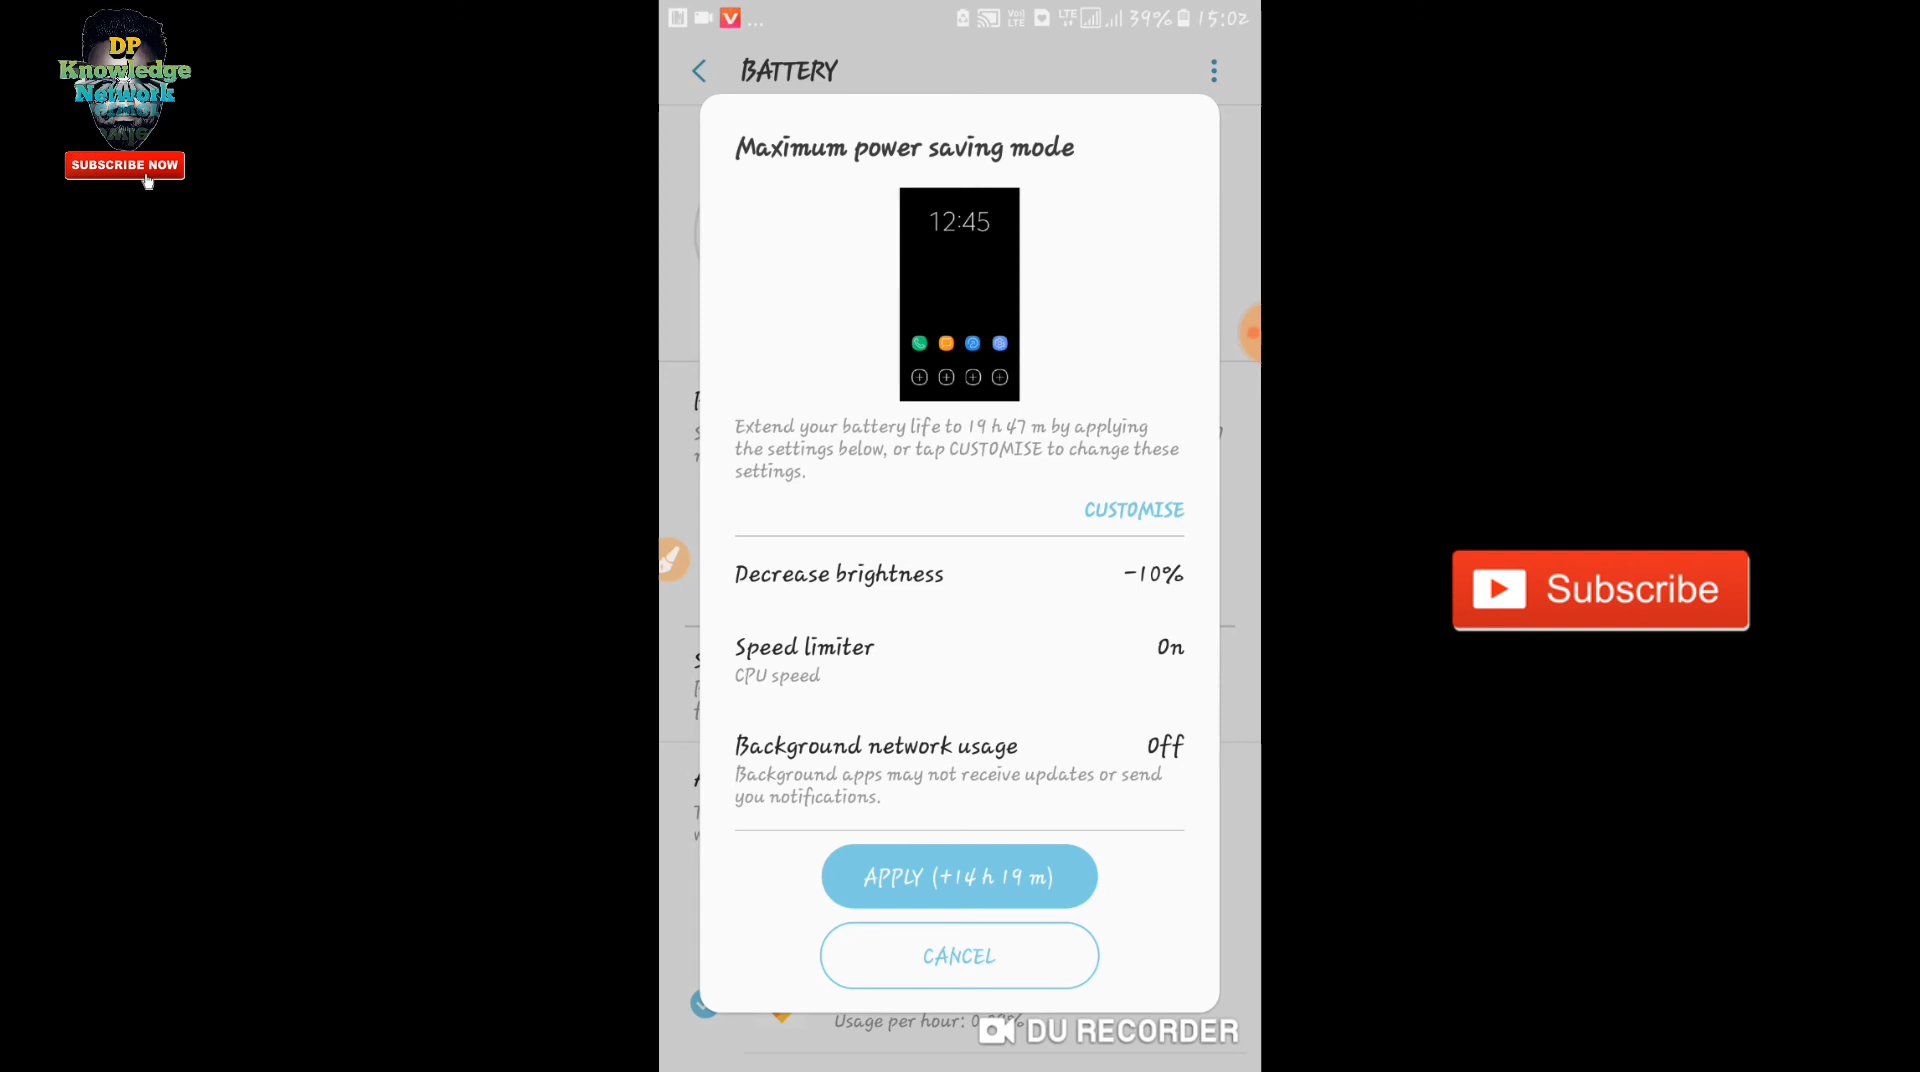 DP
Knowledge
Network
SUBSCRIBE NOW
... LTE 39% 15:02
BATTERY
Maximum power saving mode
12:45
Extend your battery life to 19 h 47 m by applying
the settings below, or tap CUSTOMISE to change these
settings.
CUSTOMISE
Decrease brightness -10%
Speed limiter On
CPU speed
Background network usage Off
Background apps may not receive updates or send
you notifications.
APPLY (+14 h 19 m)
CANCEL
Usage per hour:
DU RECORDER
Subscribe